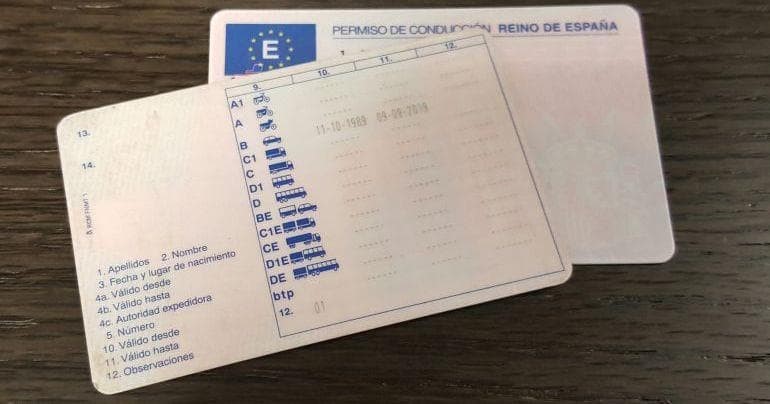 E
PERMISO DE CONDUCCIÓN REINO DE ESPAÑA
1.
9. 10. 11. 12.
A1
A
B 11-10-1989 09-09-2019
C1
C
D1
D
BE
C1E
CE
D1E
DE
btp
12. 01
13.
14.
1. Apellidos 2. Nombre
3. Fecha y lugar de nacimiento
4a. Válido desde
4b. Válido hasta
4c. Autoridad expedidora
5. Número
10. Válido desde
11. Válido hasta
12. Observaciones